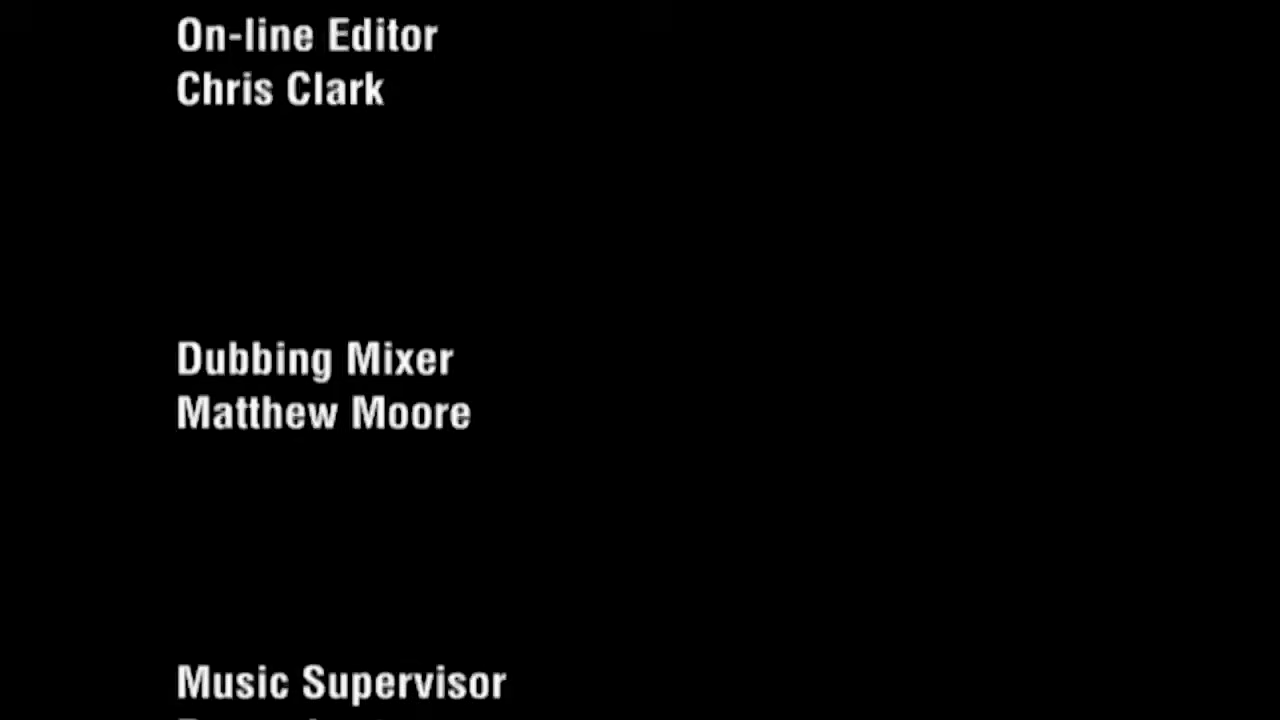 On-line Editor
Chris Clark
Dubbing Mixer
Matthew Moore
Music Supervisor